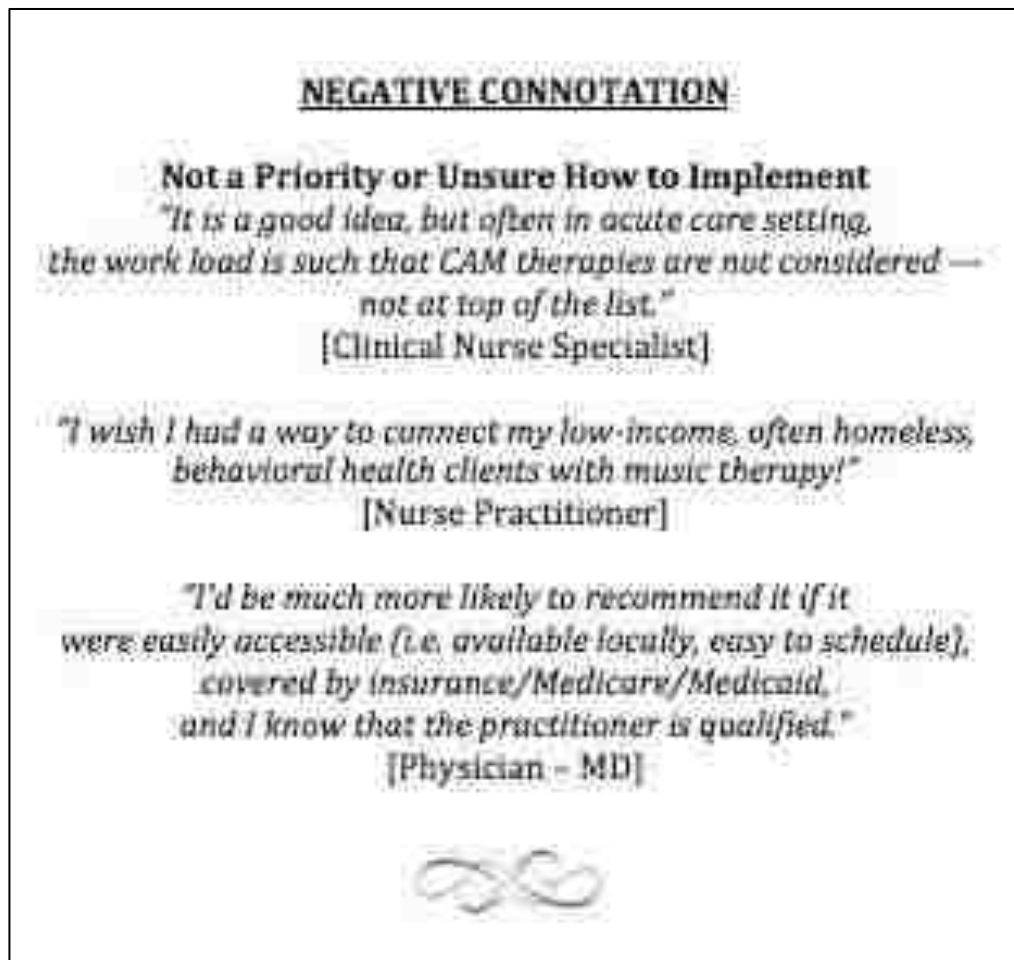 NEGATIVE CONNOTATION
Not a Priority or Unsure How to Implement
"It is a good idea, but often in acute care setting,
the work load is such that CAM therapies are not considered —
not at top of the list."
[Clinical Nurse Specialist]
"I wish I had a way to connect my low-income, often homeless,
behavioral health clients with music therapy!"
[Nurse Practitioner]
"I'd be much more likely to recommend it if it
were easily accessible (i.e. available locally, easy to schedule),
covered by insurance/Medicare/Medicaid,
and I know that the practitioner is qualified."
[Physician – MD]